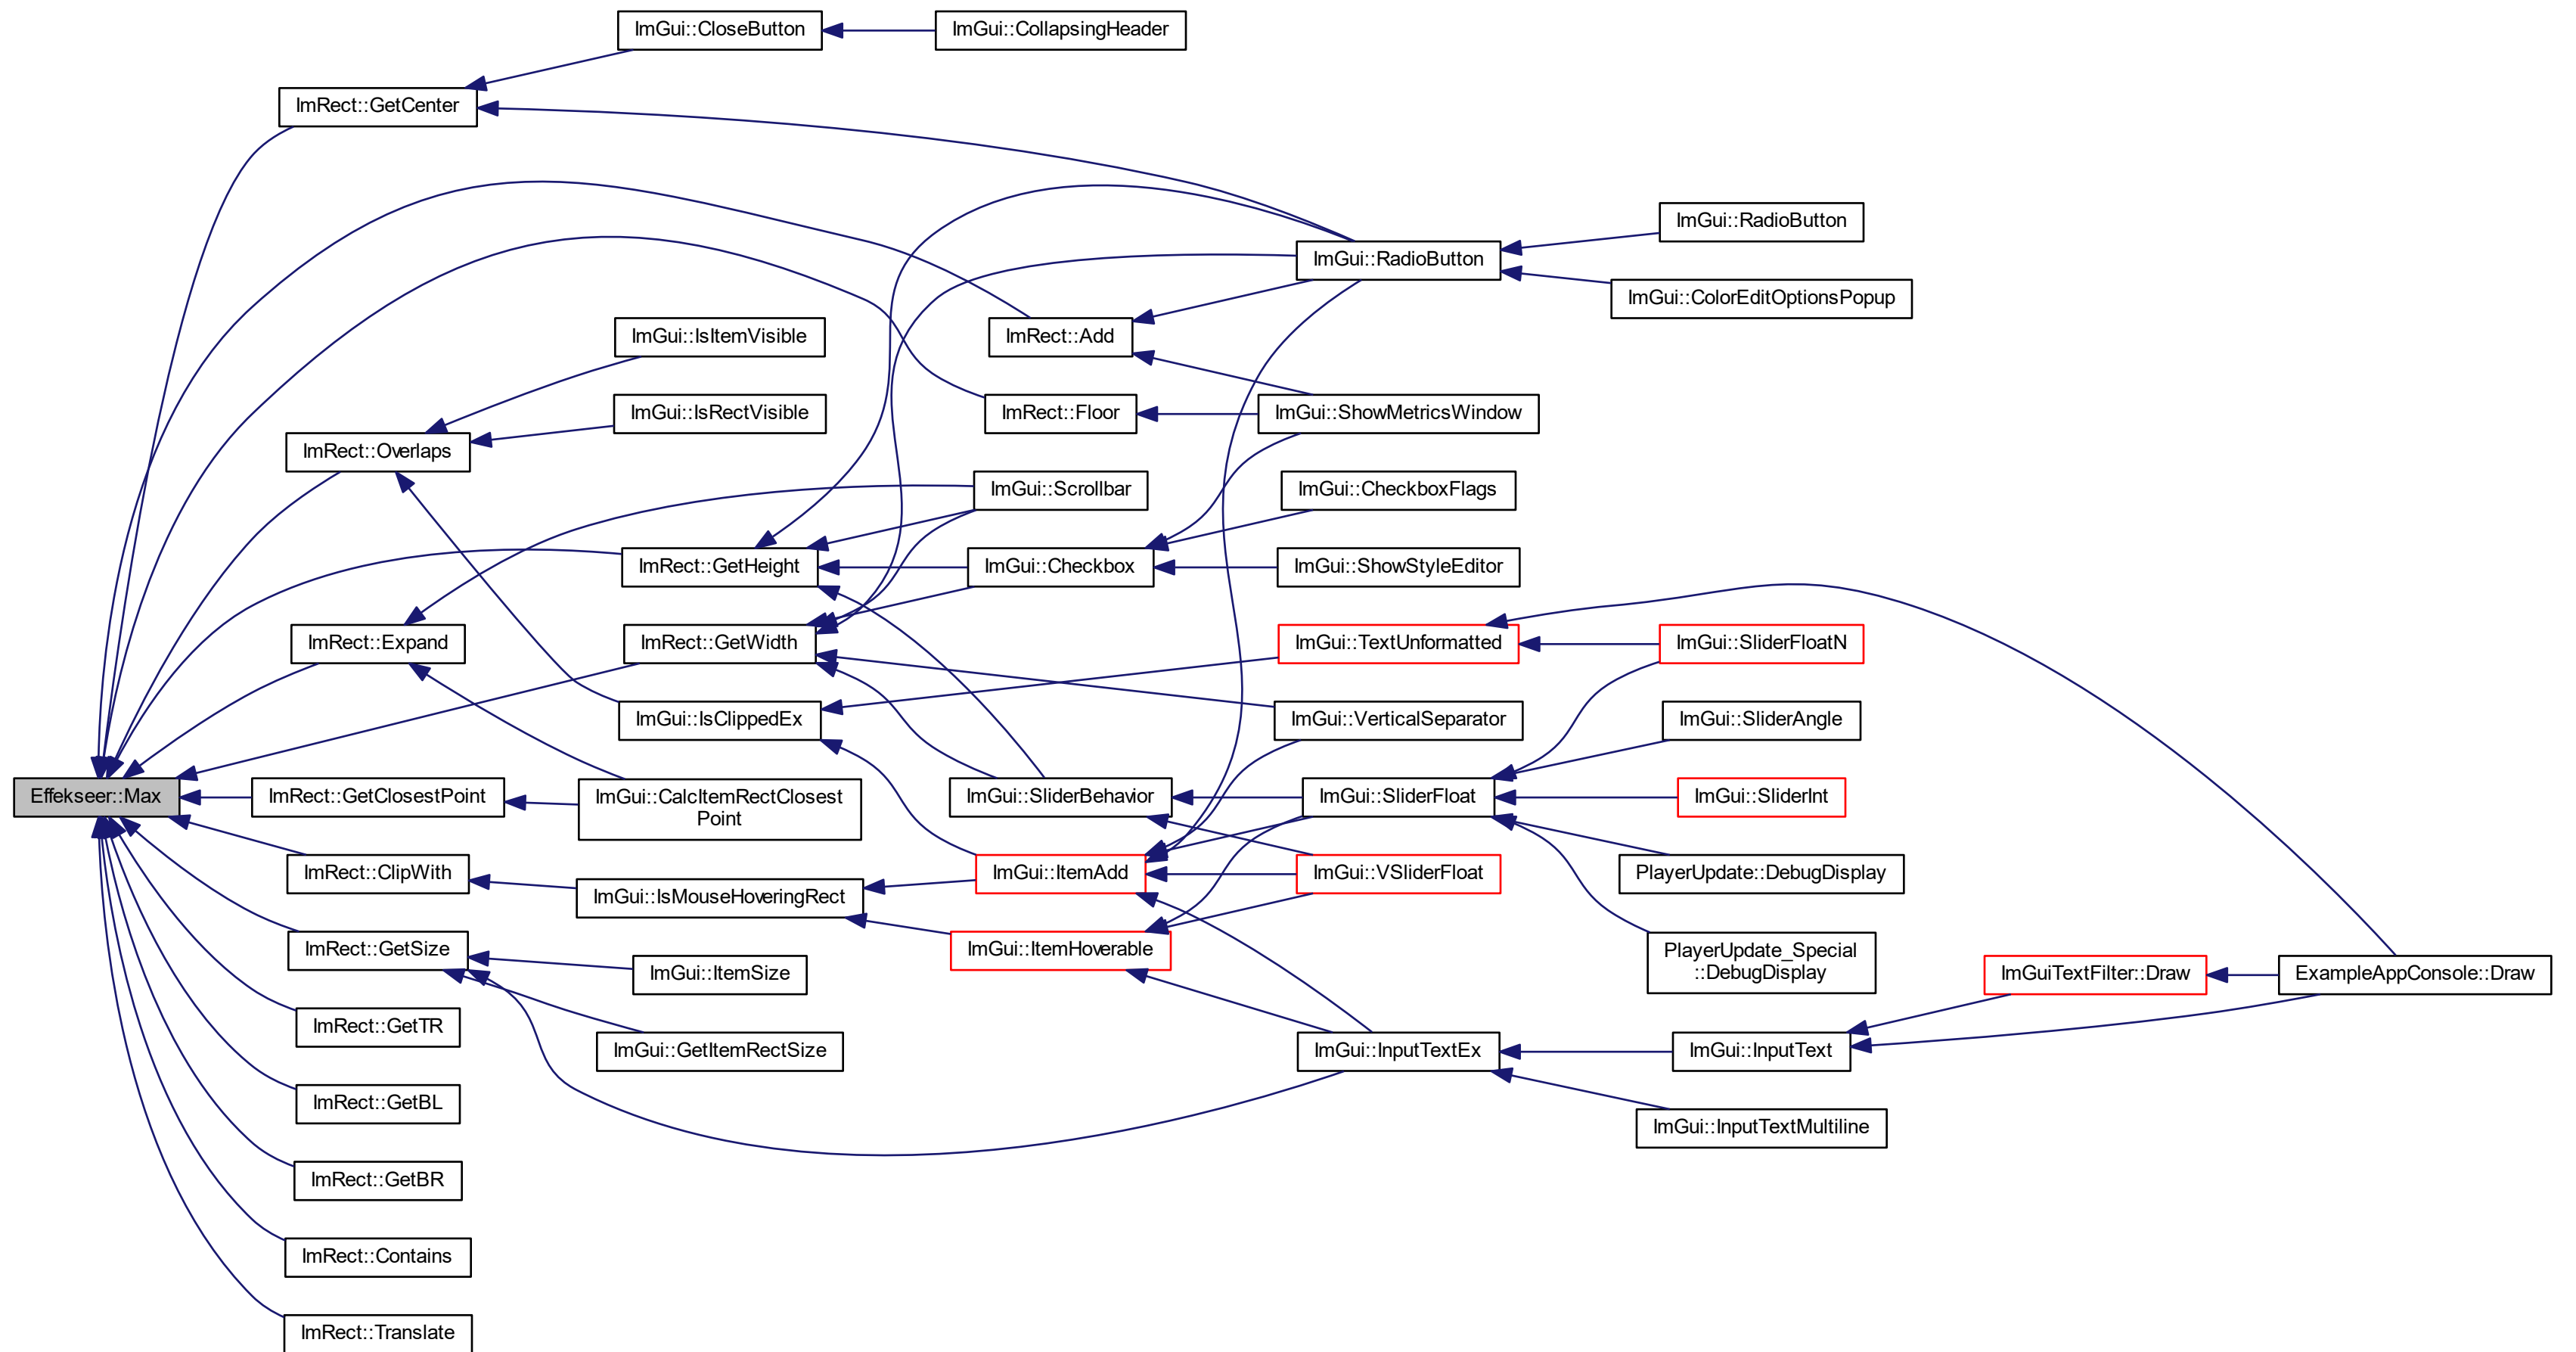 ImGui::CloseButton
ImGui::CollapsingHeader
ImRect::GetCenter
ImGui::RadioButton
ImGui::RadioButton
ImGui::ColorEditOptionsPopup
ImGui::IsItemVisible
ImRect::Add
ImGui::IsRectVisible
ImRect::Floor
ImGui::ShowMetricsWindow
ImRect::Overlaps
ImGui::Scrollbar
ImGui::CheckboxFlags
ImRect::GetHeight
ImGui::Checkbox
ImGui::ShowStyleEditor
ImRect::Expand
ImRect::GetWidth
ImGui::TextUnformatted
ImGui::SliderFloatN
ImGui::IsClippedEx
ImGui::VerticalSeparator
ImGui::SliderAngle
Effekseer::Max
ImRect::GetClosestPoint
ImGui::CalcItemRectClosest
Point
ImGui::SliderBehavior
ImGui::SliderFloat
ImGui::SliderInt
ImRect::ClipWith
ImGui::IsMouseHoveringRect
ImGui::ItemAdd
ImGui::VSliderFloat
PlayerUpdate::DebugDisplay
ImRect::GetSize
ImGui::ItemSize
ImGui::ItemHoverable
PlayerUpdate_Special
::DebugDisplay
ImGuiTextFilter::Draw
ExampleAppConsole::Draw
ImRect::GetTR
ImGui::GetItemRectSize
ImGui::InputTextEx
ImGui::InputText
ImRect::GetBL
ImGui::InputTextMultiline
ImRect::GetBR
ImRect::Contains
ImRect::Translate